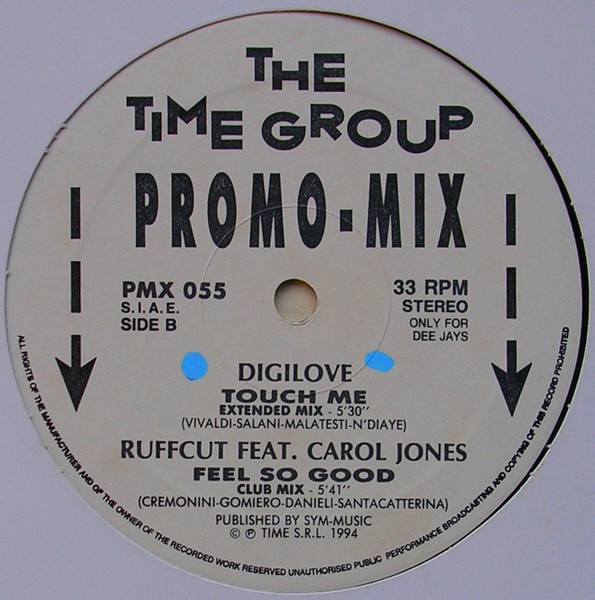 THE
TIME GROUP
PROMO-MIX
PMX 055
S.I.A.E.
SIDE B
33 RPM
STEREO
ONLY FOR
DEE JAYS
DIGILOVE
TOUCH ME
EXTENDED MIX - 5'30''
(VIVALDI-SALANI-MALATESTI-N'DIAYE)
RUFFCUT FEAT. CAROL JONES
FEEL SO GOOD
CLUB MIX - 5'41''
(CREMONINI-GOMIERO-DANIELI-SANTACATTERINA)
PUBLISHED BY SYM-MUSIC
© ℗ TIME S.R.L. 1994
ALL RIGHTS OF THE MANUFACTURER AND OF THE OWNER OF THE RECORDED WORK RESERVED UNAUTHORISED PUBLIC PERFORMANCE BROADCASTING AND COPYING OF THIS RECORD PROHIBITED